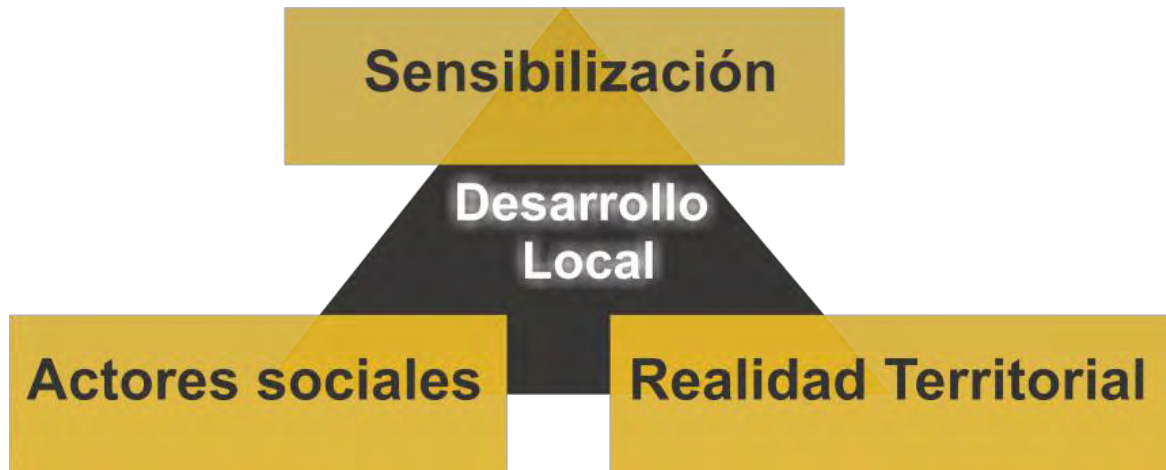 Sensibilización
Desarrollo
Local
Actores sociales
Realidad Territorial